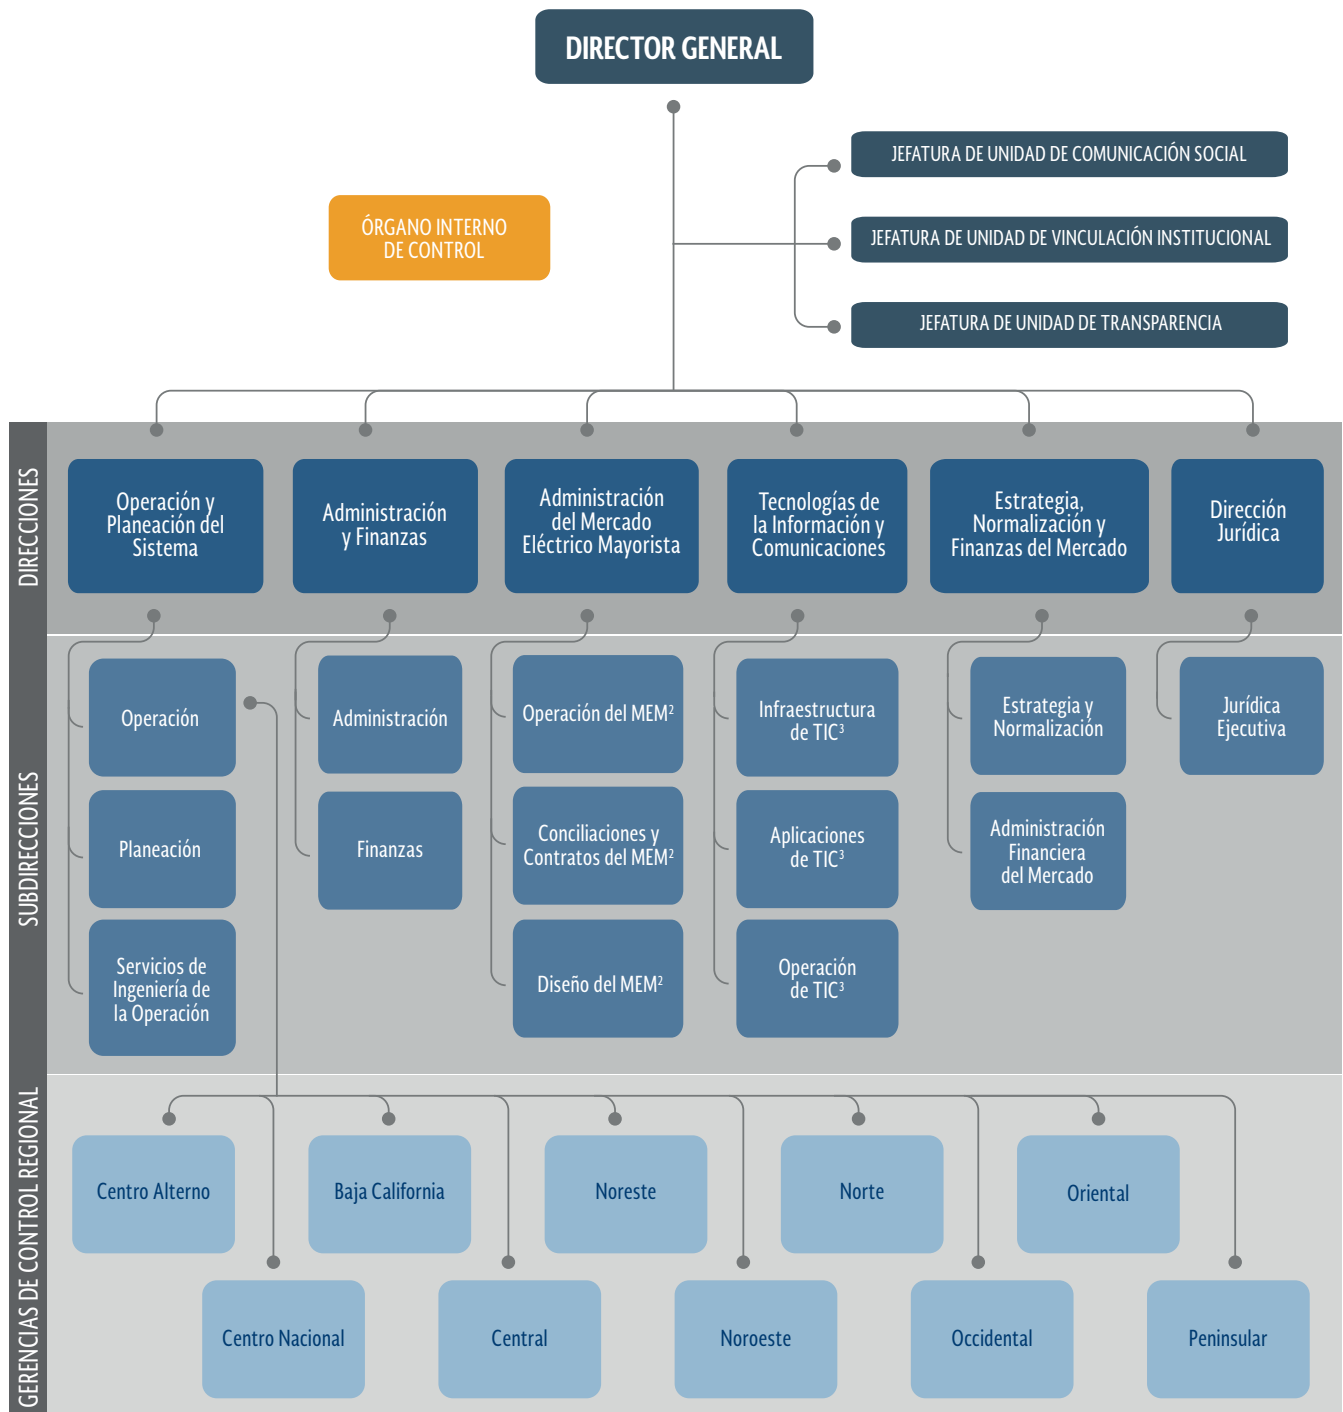 DIRECTOR GENERAL
JEFATURA DE UNIDAD DE COMUNICACIÓN SOCIAL
ÓRGANO INTERNO
DE CONTROL
JEFATURA DE UNIDAD DE VINCULACIÓN INSTITUCIONAL
JEFATURA DE UNIDAD DE TRANSPARENCIA
DIRECCIONES
Operación y
Planeación del
Sistema
Administración
y Finanzas
Administración
del Mercado
Eléctrico Mayorista
Tecnologías de
la Información y
Comunicaciones
Estrategia,
Normalización y
Finanzas del Mercado
Dirección
Jurídica
SUBDIRECCIONES
Operación
Administración
Operación del MEM²
Infraestructura
de TIC³
Estrategia y
Normalización
Jurídica
Ejecutiva
Planeación
Finanzas
Conciliaciones y
Contratos del MEM²
Aplicaciones
de TIC³
Administración
Financiera
del Mercado
Servicios de
Ingeniería de
la Operación
Diseño del MEM²
Operación
de TIC³
GERENCIAS DE CONTROL REGIONAL
Centro Alterno
Baja California
Noreste
Norte
Oriental
Centro Nacional
Central
Noroeste
Occidental
Peninsular